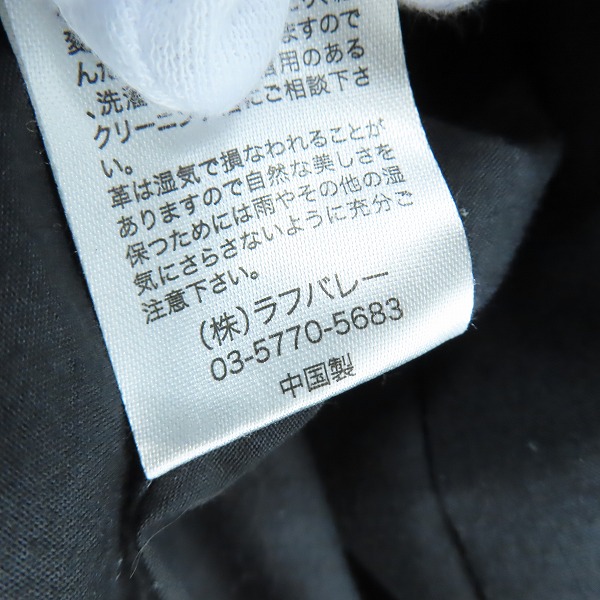 変
ますので
んだ
用のある
、洗濯
クリーニング
にご相談下さ
い。
革は湿気で損なわれることが
ありますので自然な美しさを
保つためには雨やその他の湿
気にさらさないように充分ご
注意下さい。
(株)ラフバレー
03-5770-5683
中国製